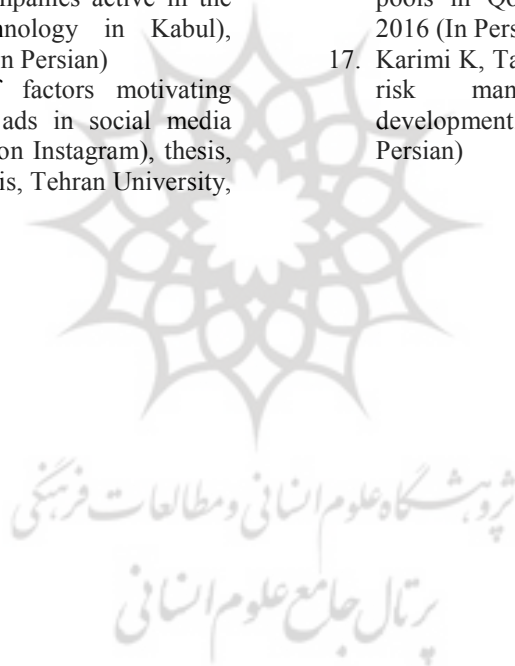 mpanies active in the
hnology in Kabul),
n Persian)
f factors motivating
ads in social media
on Instagram), thesis,
is, Tehran University,
pools in Qo
2016 (In Pers
17. Karimi K, Ta
risk man
development
Persian)
پژوهشگاه علوم انسانی و مطالعات فرهنگی
پرتال جامع علوم انسانی